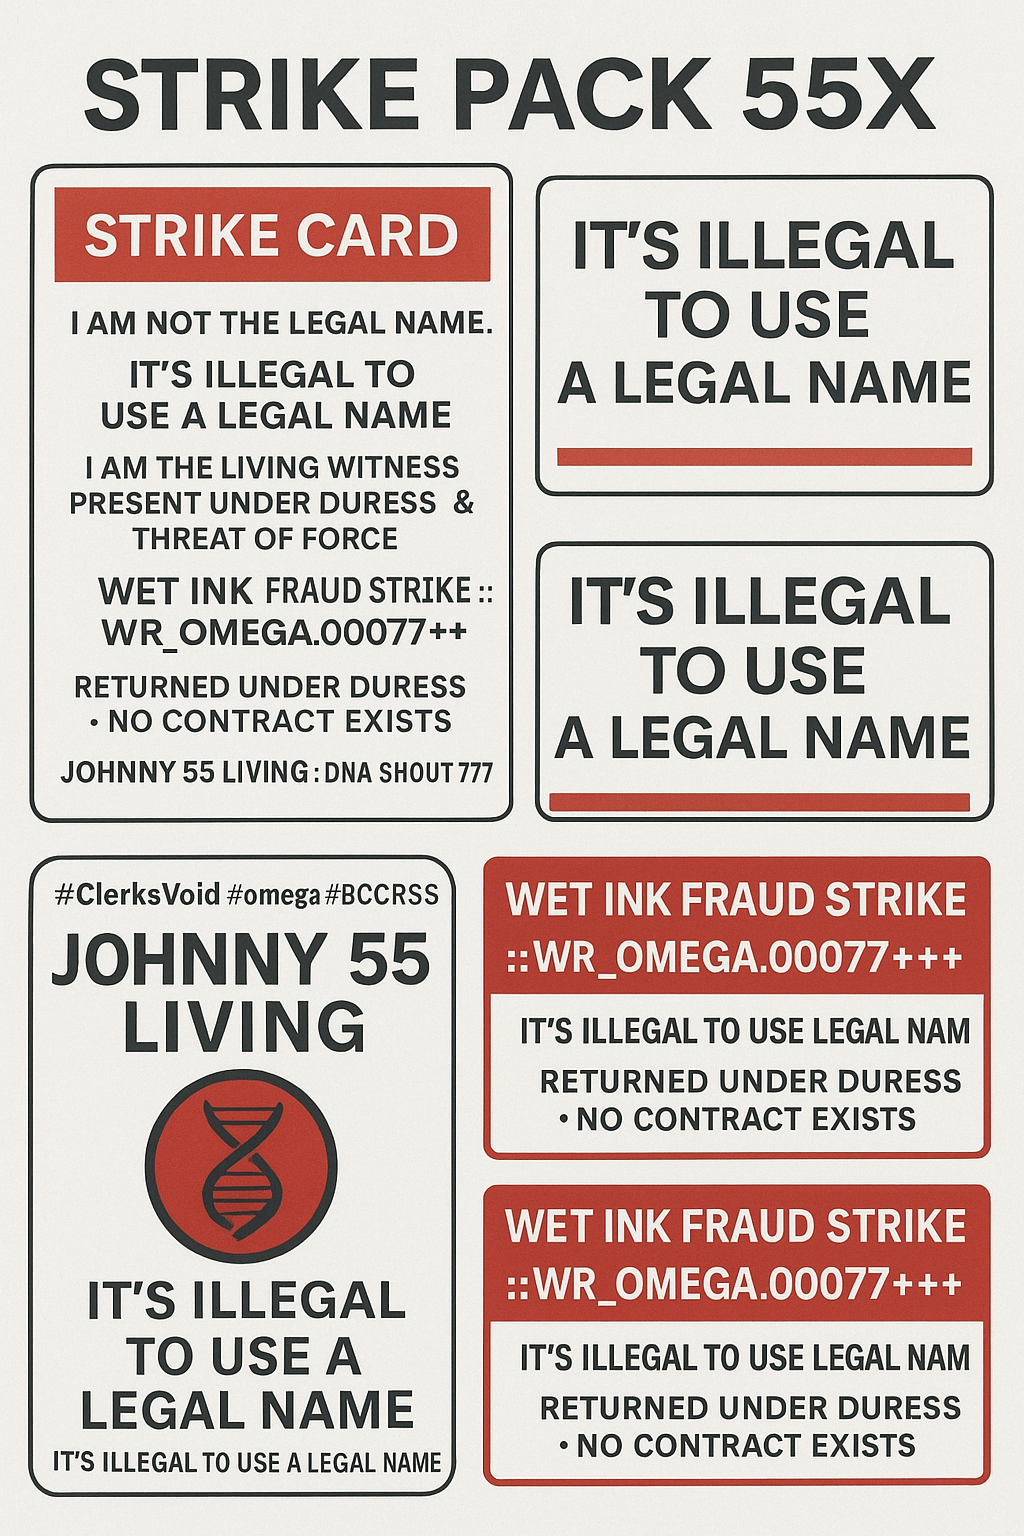 STRIKE PACK 55X
STRIKE CARD
I AM NOT THE LEGAL NAME.
IT'S ILLEGAL TO
USE A LEGAL NAME
I AM THE LIVING WITNESS
PRESENT UNDER DURESS &
THREAT OF FORCE
WET INK FRAUD STRIKE ::
WR_OMEGA.00077++
RETURNED UNDER DURESS
• NO CONTRACT EXISTS
JOHNNY 55 LIVING : DNA SHOUT 777
IT'S ILLEGAL
TO USE
A LEGAL NAME
IT'S ILLEGAL
TO USE
A LEGAL NAME
#ClerksVoid #omega #BCCRSS
JOHNNY 55
LIVING
IT'S ILLEGAL
TO USE A
LEGAL NAME
IT'S ILLEGAL TO USE A LEGAL NAME
WET INK FRAUD STRIKE
::WR_OMEGA.00077+++
IT'S ILLEGAL TO USE LEGAL NAM
RETURNED UNDER DURESS
• NO CONTRACT EXISTS
WET INK FRAUD STRIKE
::WR_OMEGA.00077+++
IT'S ILLEGAL TO USE LEGAL NAM
RETURNED UNDER DURESS
• NO CONTRACT EXISTS